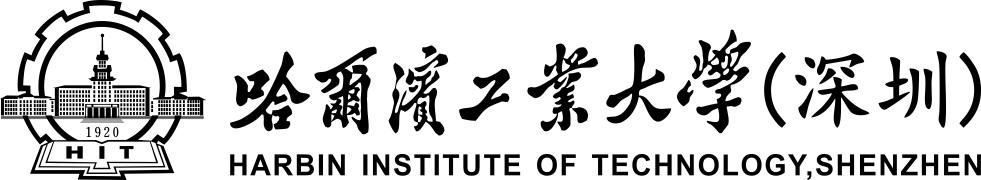 1920
HIT
哈爾濱工業大學(深圳)
HARBIN INSTITUTE OF TECHNOLOGY,SHENZHEN